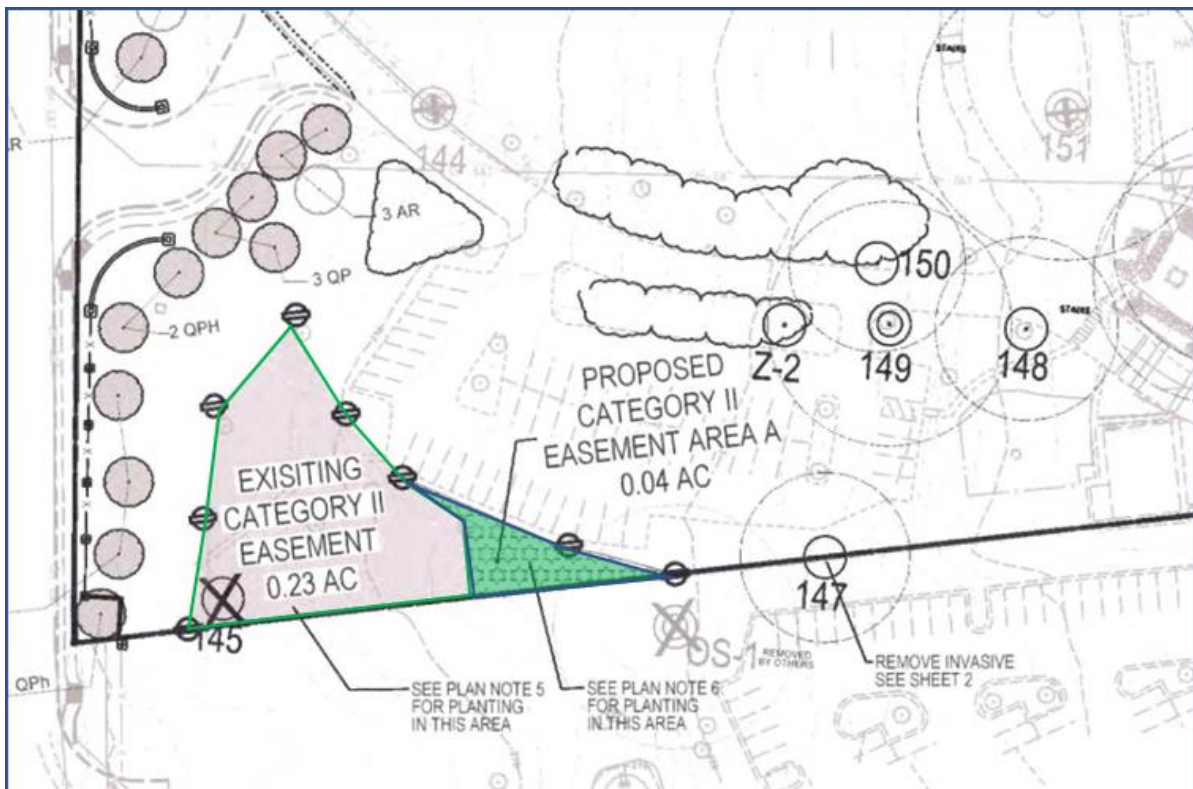 STAIRS
144
151
R
3 AR
3 QP
2 QPH
150
STAIRS
Z-2
149
148
PROPOSED
CATEGORY II
EASEMENT AREA A
0.04 AC
EXISITING
CATEGORY II
EASEMENT
0.23 AC
145
147
OS-1
REMOVED
BY OTHERS
REMOVE INVASIVE
SEE SHEET 2
QPh
SEE PLAN NOTE 5
FOR PLANTING
IN THIS AREA
SEE PLAN NOTE 6
FOR PLANTING
IN THIS AREA